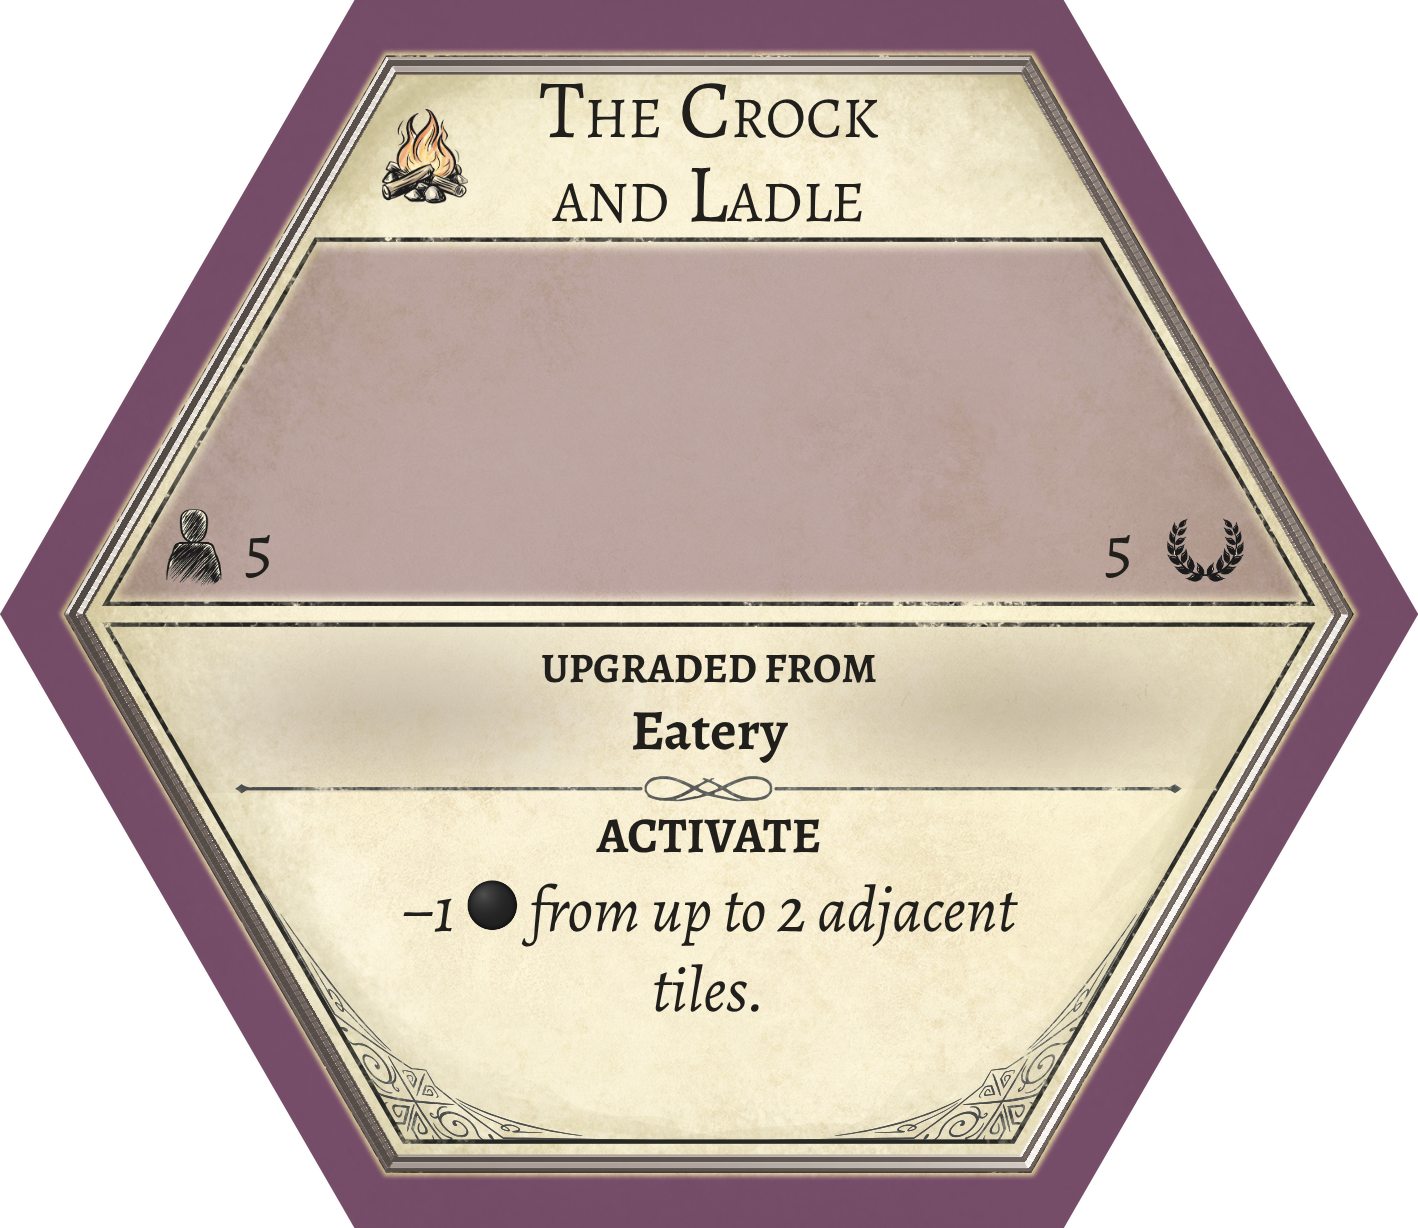 The Crock
and Ladle
5
5
UPGRADED FROM
Eatery
ACTIVATE
–1 from up to 2 adjacent
tiles.